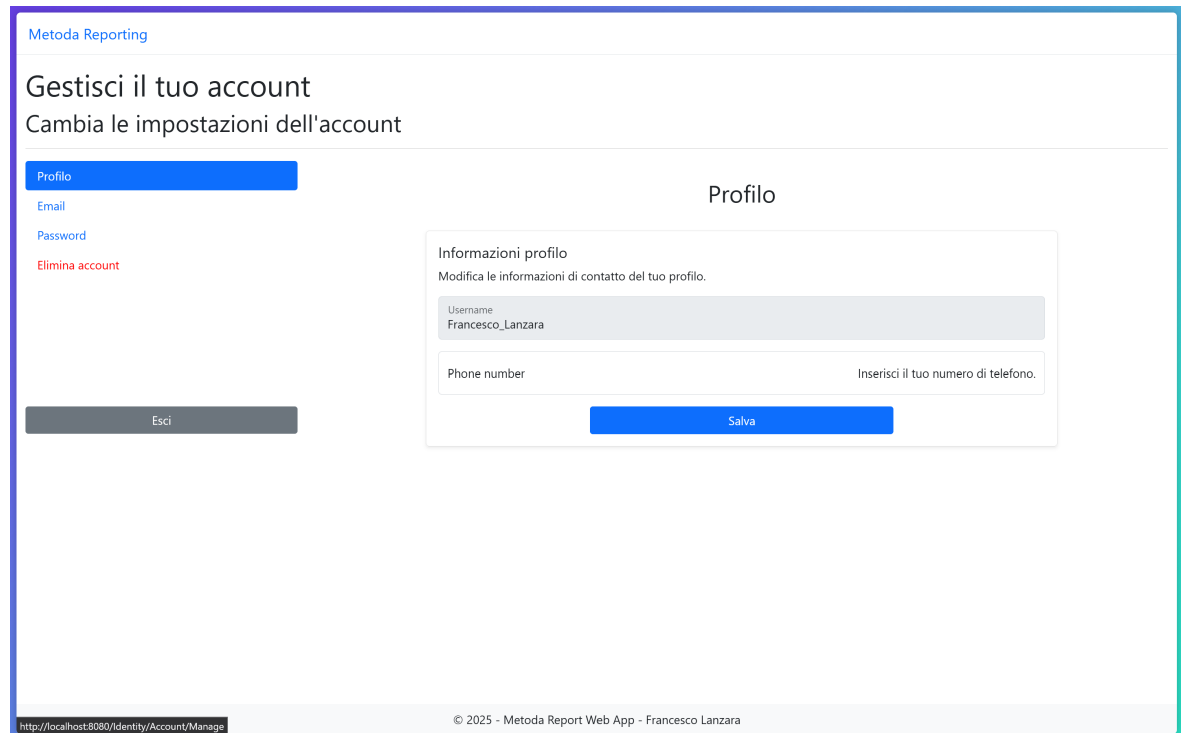 Metoda Reporting
Gestisci il tuo account
Cambia le impostazioni dell'account
Profilo
Email
Password
Elimina account
Esci
Profilo
Informazioni profilo
Modifica le informazioni di contatto del tuo profilo.
Username
Francesco_Lanzara
Phone number Inserisci il tuo numero di telefono.
Salva
© 2025 - Metoda Report Web App - Francesco Lanzara
http://localhost:8080/Identity/Account/Manage